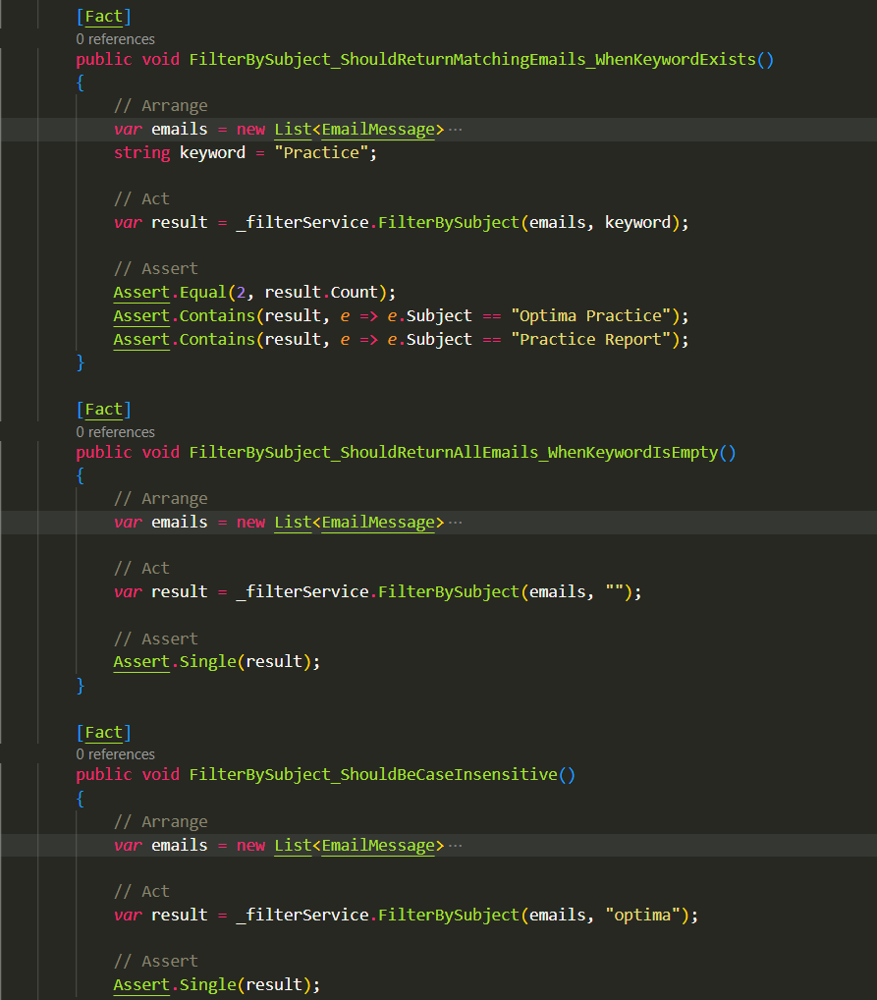 [Fact]
0 references
public void FilterBySubject_ShouldReturnMatchingEmails_WhenKeywordExists()
{
// Arrange
var emails = new List<EmailMessage>···
string keyword = "Practice";
// Act
var result = _filterService.FilterBySubject(emails, keyword);
// Assert
Assert.Equal(2, result.Count);
Assert.Contains(result, e => e.Subject == "Optima Practice");
Assert.Contains(result, e => e.Subject == "Practice Report");
}
[Fact]
0 references
public void FilterBySubject_ShouldReturnAllEmails_WhenKeywordIsEmpty()
{
// Arrange
var emails = new List<EmailMessage>···
// Act
var result = _filterService.FilterBySubject(emails, "");
// Assert
Assert.Single(result);
}
[Fact]
0 references
public void FilterBySubject_ShouldBeCaseInsensitive()
{
// Arrange
var emails = new List<EmailMessage>···
// Act
var result = _filterService.FilterBySubject(emails, "optima");
// Assert
Assert.Single(result);